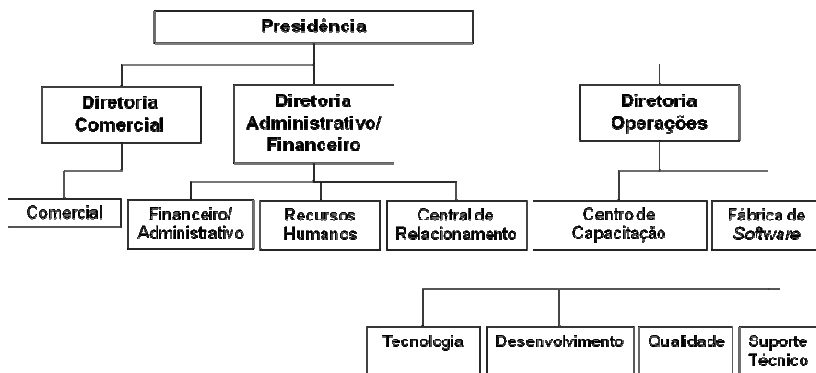 Presidência
Diretoria
Comercial
Diretoria
Administrativo/
Financeiro
Diretoria
Operações
Comercial
Financeiro/
Administrativo
Recursos
Humanos
Central de
Relacionamento
Centro de
Capacitação
Fábrica de
Software
Tecnologia
Desenvolvimento
Qualidade
Suporte
Técnico